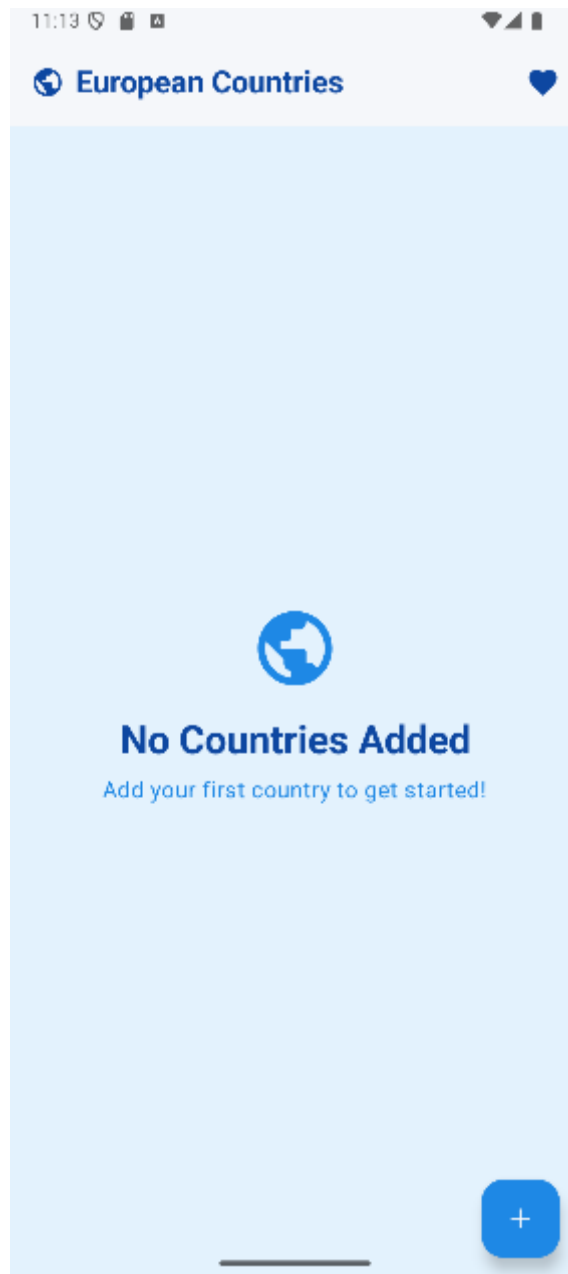 11:13
European Countries
No Countries Added
Add your first country to get started!
+